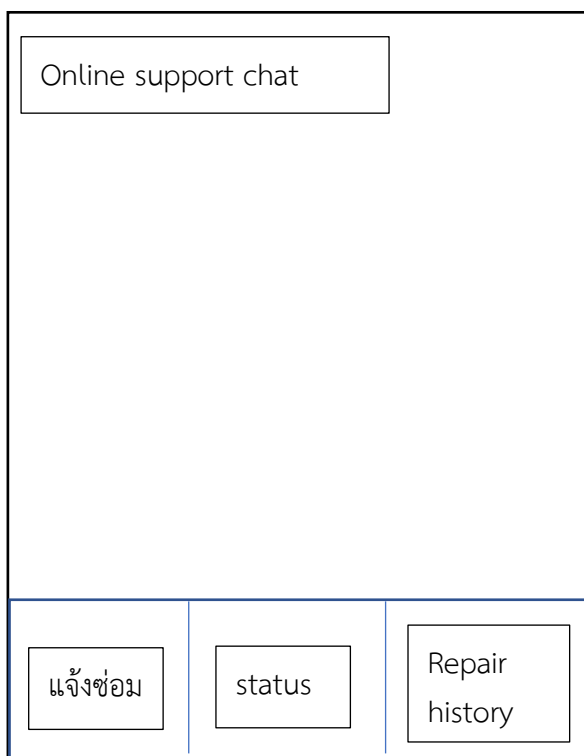 Online support chat
แจ้งซ่อม
status
Repair
history